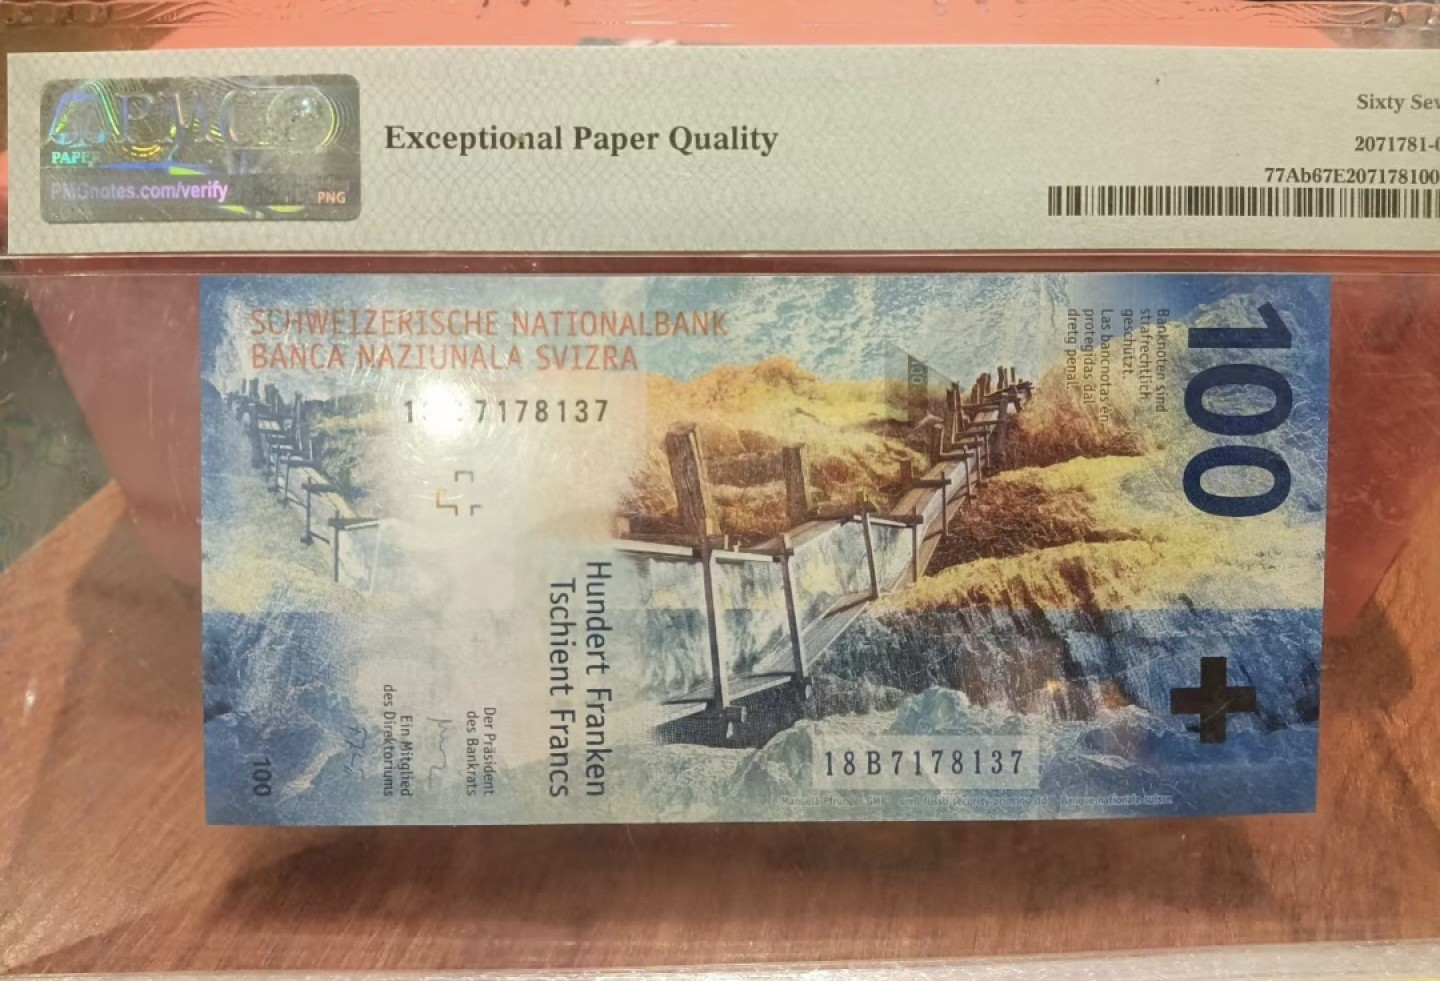 PMG
PAPER
PMGnotes.com/verify
PNG
Exceptional Paper Quality
Sixty
2071781-
77Ab67E207178100
SCHWEIZERISCHE NATIONALBANK
BANCA NAZIUNALA SVIZRA
7178137
100
Banknoten sind
strafrechtlich
geschützt.
Las bancnotas èn
protegidas dal
dretg penal.
Hundert Franken
Tschient Francs
Der Präsident
des Bankrats
Ein Mitglied
des Direktoriums
100
18B7178137